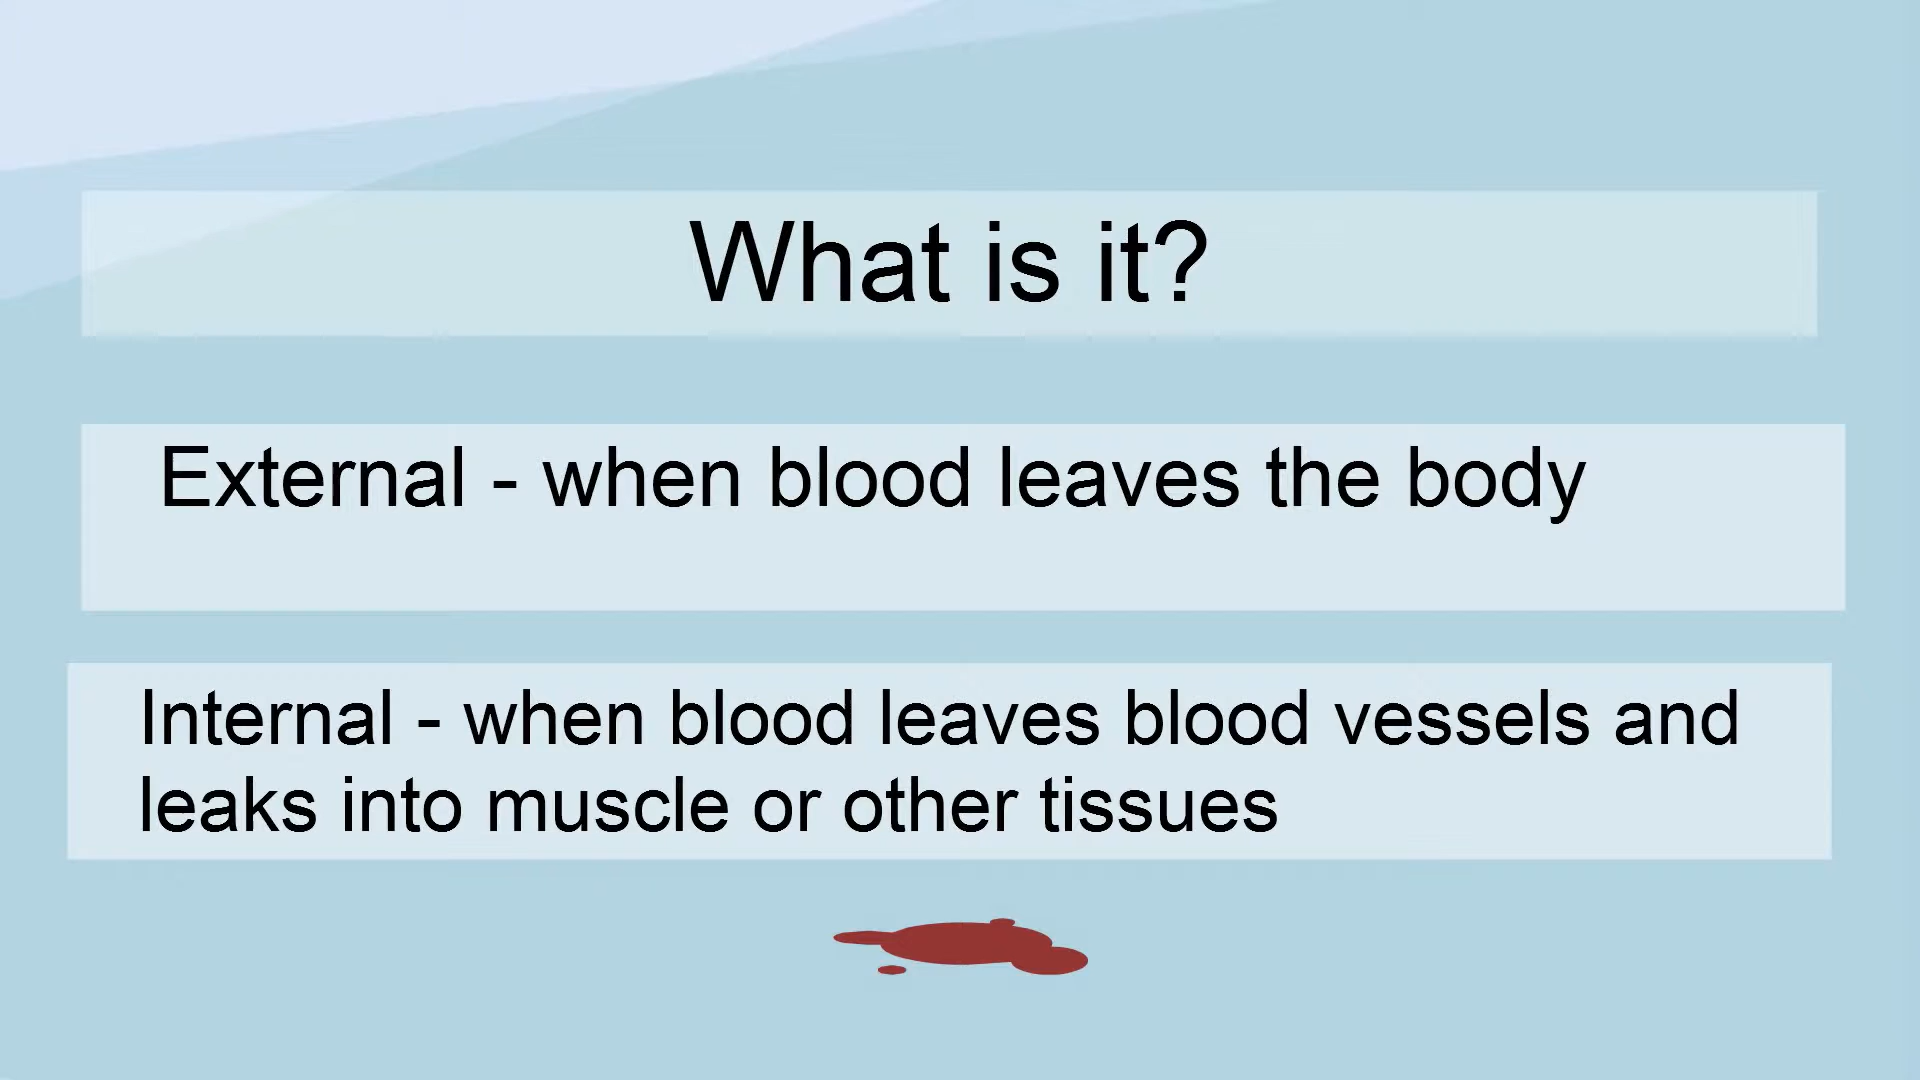 What is it?
External - when blood leaves the body
Internal - when blood leaves blood vessels and
leaks into muscle or other tissues